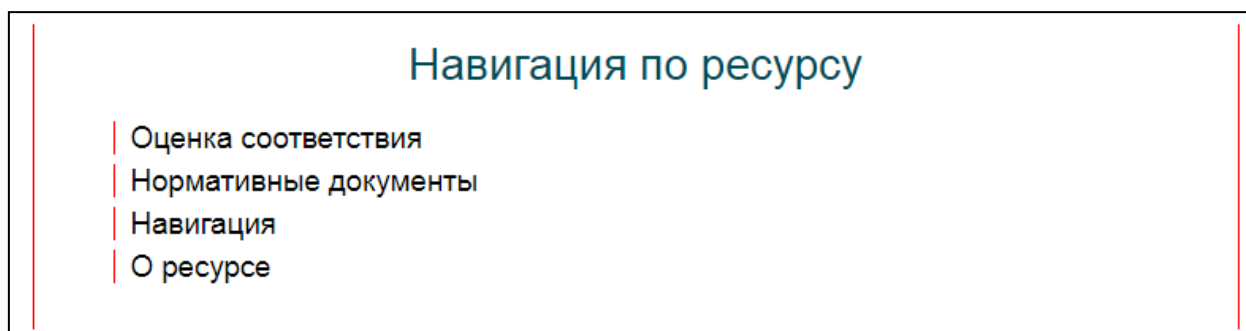 Навигация по ресурсу
Оценка соответствия
Нормативные документы
Навигация
О ресурсе